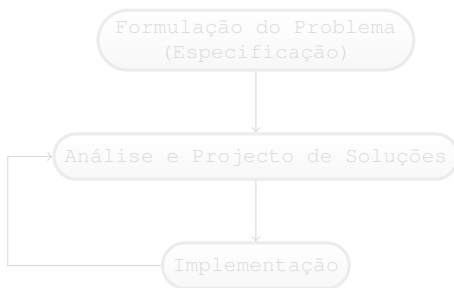 Formulação do Problema
(Especificação)
Análise e Projecto de Soluções
Implementação